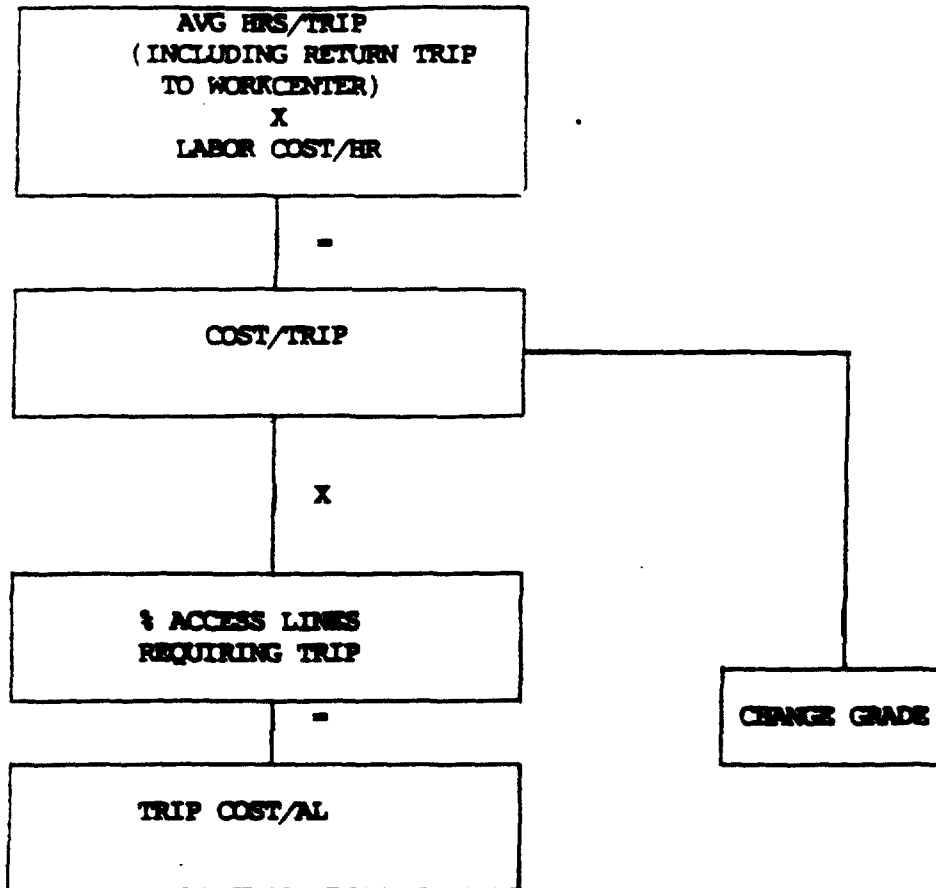 AVG HRS/TRIP
(INCLUDING RETURN TRIP
TO WORKCENTER)
X
LABOR COST/HR
=
COST/TRIP
X
% ACCESS LINES
REQUIRING TRIP
=
CHANGE GRADE
TRIP COST/AL